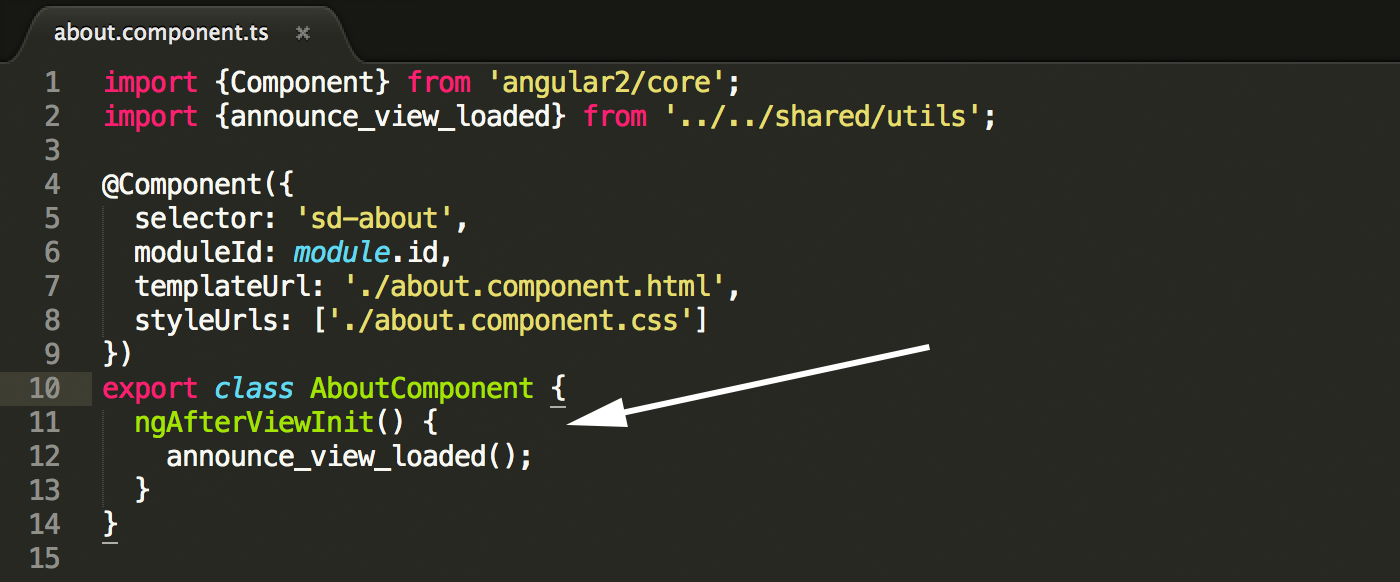 about.component.ts ×
1 import {Component} from 'angular2/core';
2 import {announce_view_loaded} from '../../shared/utils';
3
4 @Component({
5   selector: 'sd-about',
6   moduleId: module.id,
7   templateUrl: './about.component.html',
8   styleUrls: ['./about.component.css']
9 })
10 export class AboutComponent {
11   ngAfterViewInit() {
12     announce_view_loaded();
13   }
14 }
15